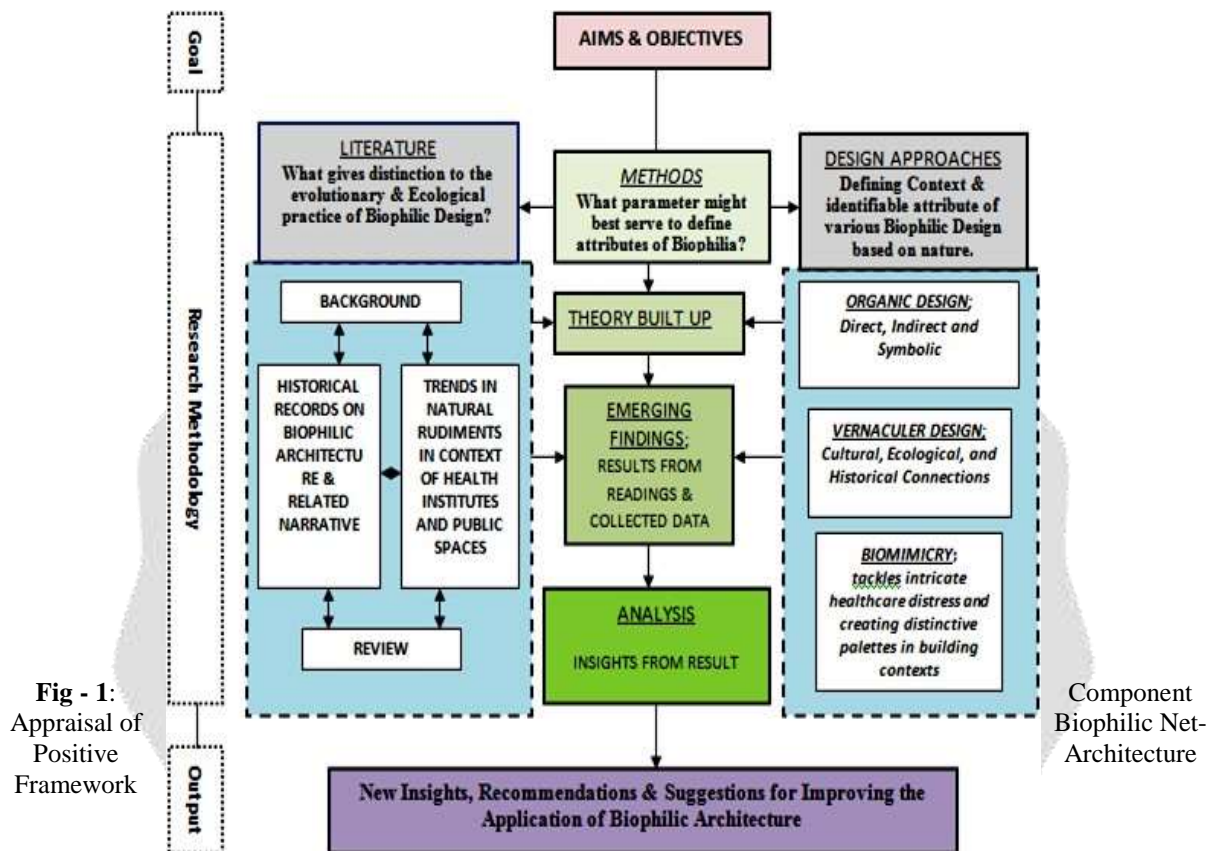 Goal
AIMS & OBJECTIVES
Research Methodology
LITERATURE
What gives distinction to the
evolutionary & Ecological
practice of Biophilic Design?
METHODS
What parameter might
best serve to define
attributes of Biophilia?
DESIGN APPROACHES
Defining Context &
identifiable attribute of
various Biophilic Design
based on nature.
BACKGROUND
HISTORICAL
RECORDS ON
BIOPHILIC
ARCHITECTU
RE &
RELATED
NARRATIVE
TRENDS IN
NATURAL
RUDIMENTS
IN CONTEXT
OF HEALTH
INSTITUTES
AND PUBLIC
SPACES
REVIEW
THEORY BUILT UP
EMERGING
FINDINGS;
RESULTS FROM
READINGS &
COLLECTED DATA
ANALYSIS
INSIGHTS FROM RESULT
ORGANIC DESIGN;
Direct, Indirect and
Symbolic
VERNACULER DESIGN;
Cultural, Ecological, and
Historical Connections
BIOMIMICRY;
tackles intricate
healthcare distress and
creating distinctive
palettes in building
contexts
Fig - 1:
Appraisal of
Positive
Framework
Component
Biophilic Net-
Architecture
Output
New Insights, Recommendations & Suggestions for Improving the
Application of Biophilic Architecture